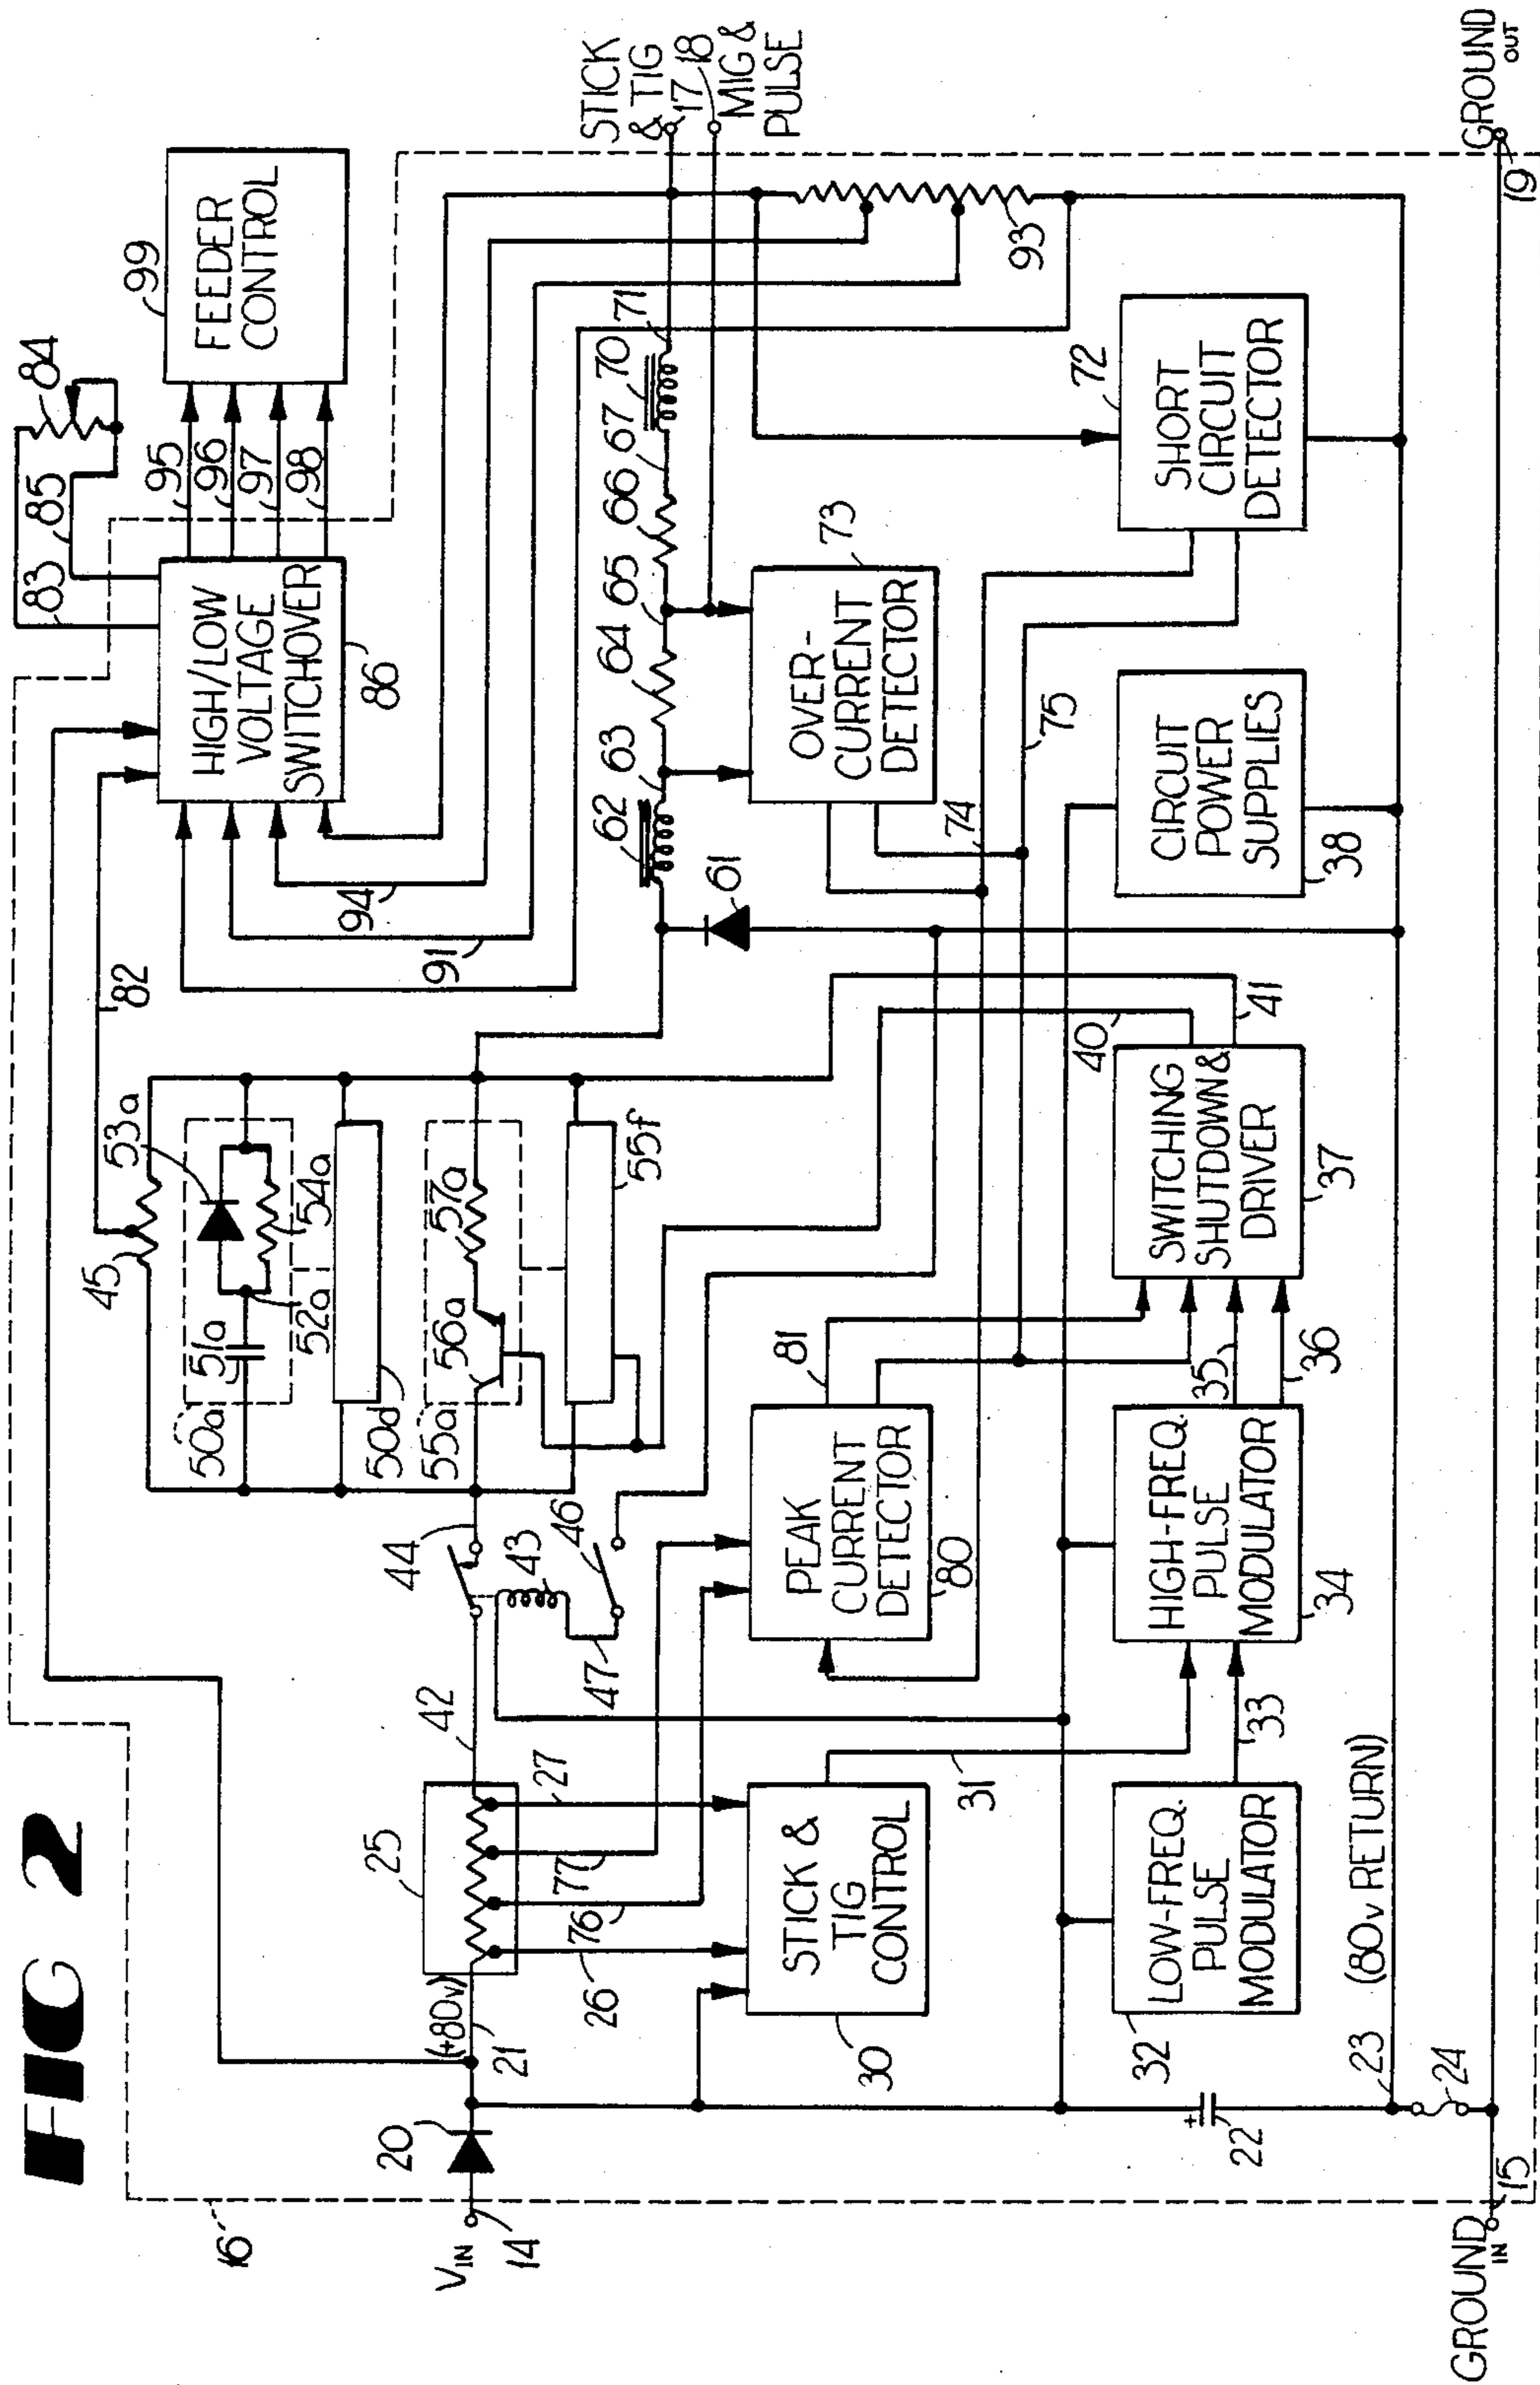 FIG 2
16
V IN
14
20
21
(+80v)
25
42
26
76
77
27
44
43
46
47
45
50a
51a
52a
53a
54a
50d
55a
56a
57a
55f
82
83
85
84
HIGH/LOW
VOLTAGE
SWITCHOVER
86
95
96
97
98
99
FEEDER
CONTROL
91
94
61
62
63
64
65
66
67
70
71
STICK
& TIG
17
18
MIG &
PULSE
93
STICK &
TIG
CONTROL
30
31
PEAK
CURRENT
DETECTOR
80
81
OVER-
CURRENT
DETECTOR
73
74
75
SHORT
CIRCUIT
DETECTOR
72
LOW-FREQ.
PULSE
MODULATOR
32
33
HIGH-FREQ.
PULSE
MODULATOR
34
35
36
SWITCHING
SHUTDOWN &
DRIVER
37
40
41
CIRCUIT
POWER
SUPPLIES
38
22
+
23
(80v RETURN)
24
GROUND
IN
15
GROUND
OUT
19